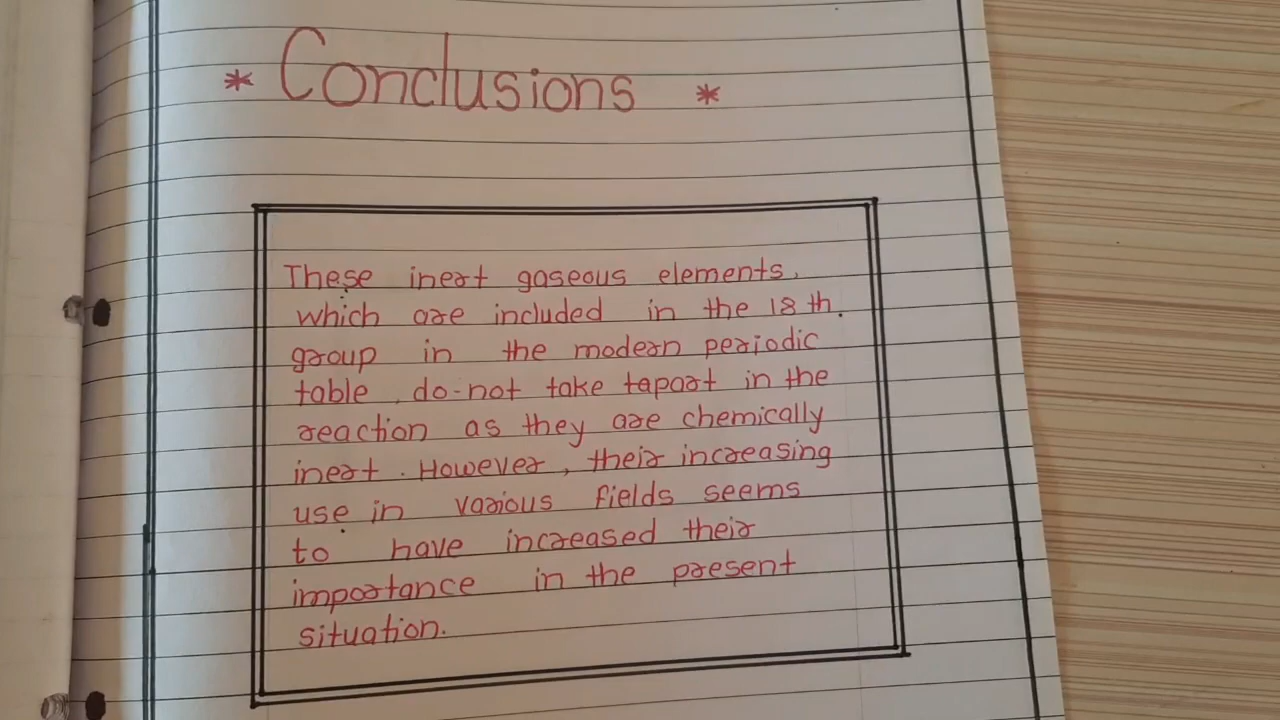 * Conclusions *
These inert gaseous elements,
which are included in the 18 th.
group in the modern periodic
table, do-not take tapart in the
reaction as they are chemically
inert. However, their increasing
use in various fields seems
to have increased their
importance in the present
situation.